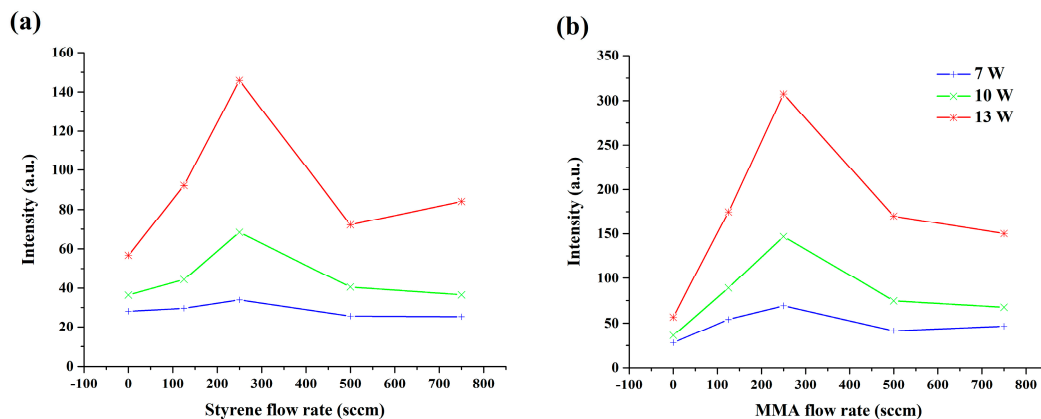 (a)
160
140
120
100
80
60
40
20
0
-100 0 100 200 300 400 500 600 700 800
Intensity (a.u.)
Styrene flow rate (sccm)
(b)
350
300
250
200
150
100
50
0
-100 0 100 200 300 400 500 600 700 800
Intensity (a.u.)
MMA flow rate (sccm)
7 W
10 W
13 W